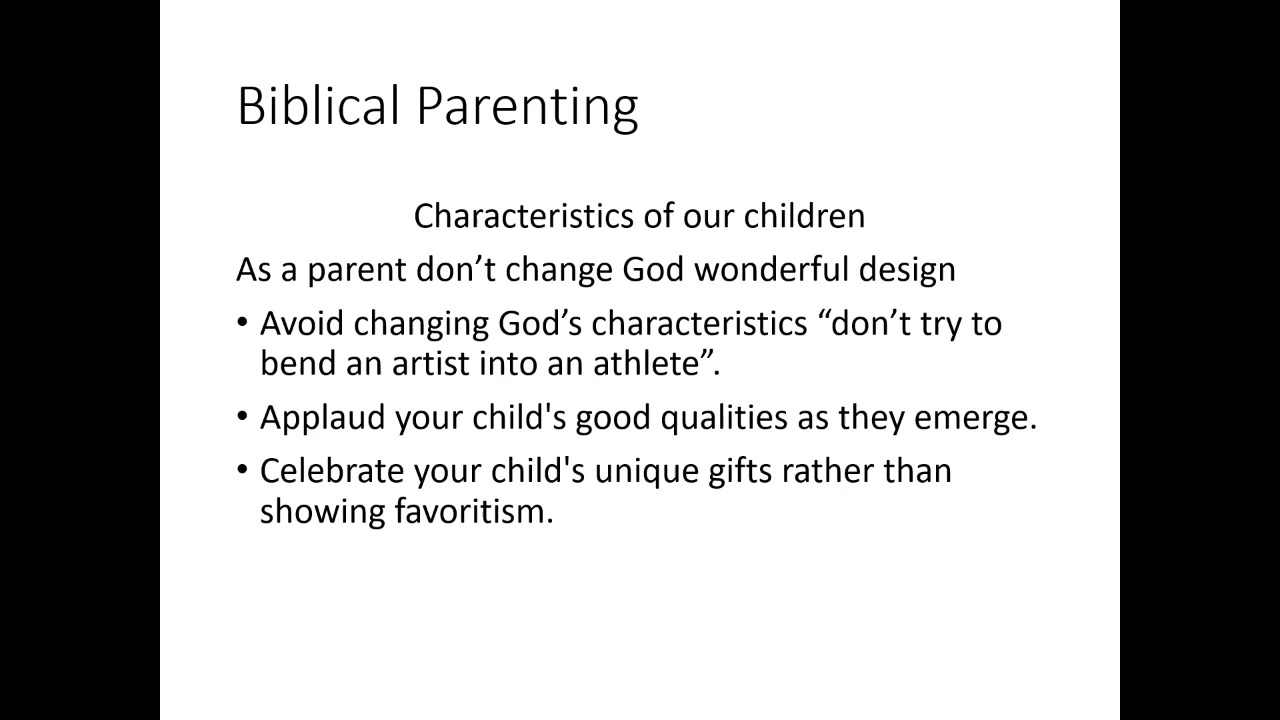 Biblical Parenting
Characteristics of our children
As a parent don’t change God wonderful design
• Avoid changing God’s characteristics “don’t try to
bend an artist into an athlete”.
• Applaud your child's good qualities as they emerge.
• Celebrate your child's unique gifts rather than
showing favoritism.